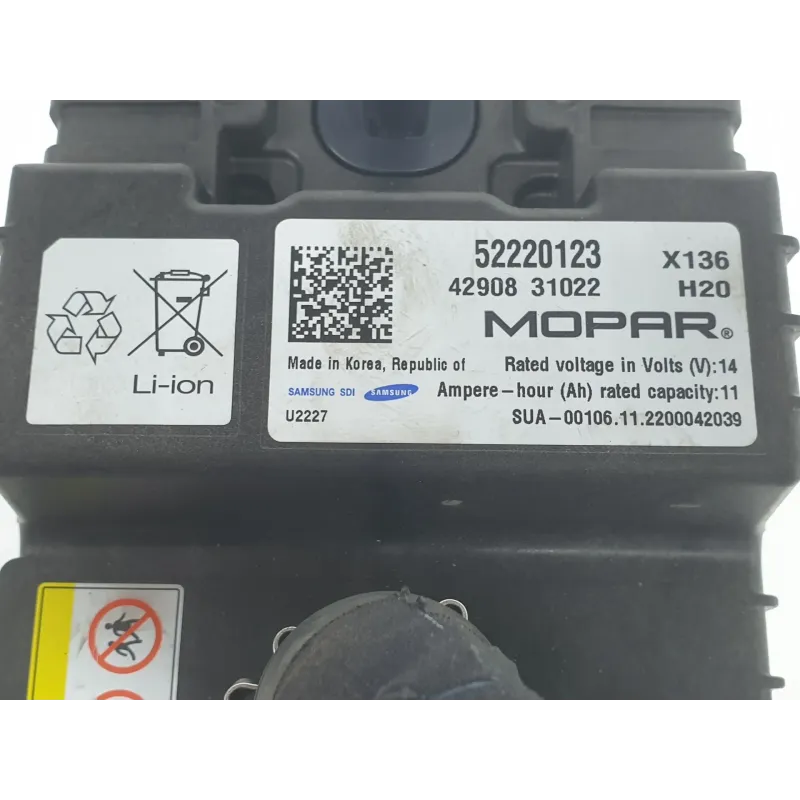 Li-ion
52220123 X136
42908 31022 H20
MOPAR®
Made in Korea, Republic of Rated voltage in Volts (V):14
SAMSUNG SDI SAMSUNG Ampere-hour (Ah) rated capacity:11
U2227 SUA-00106.11.2200042039